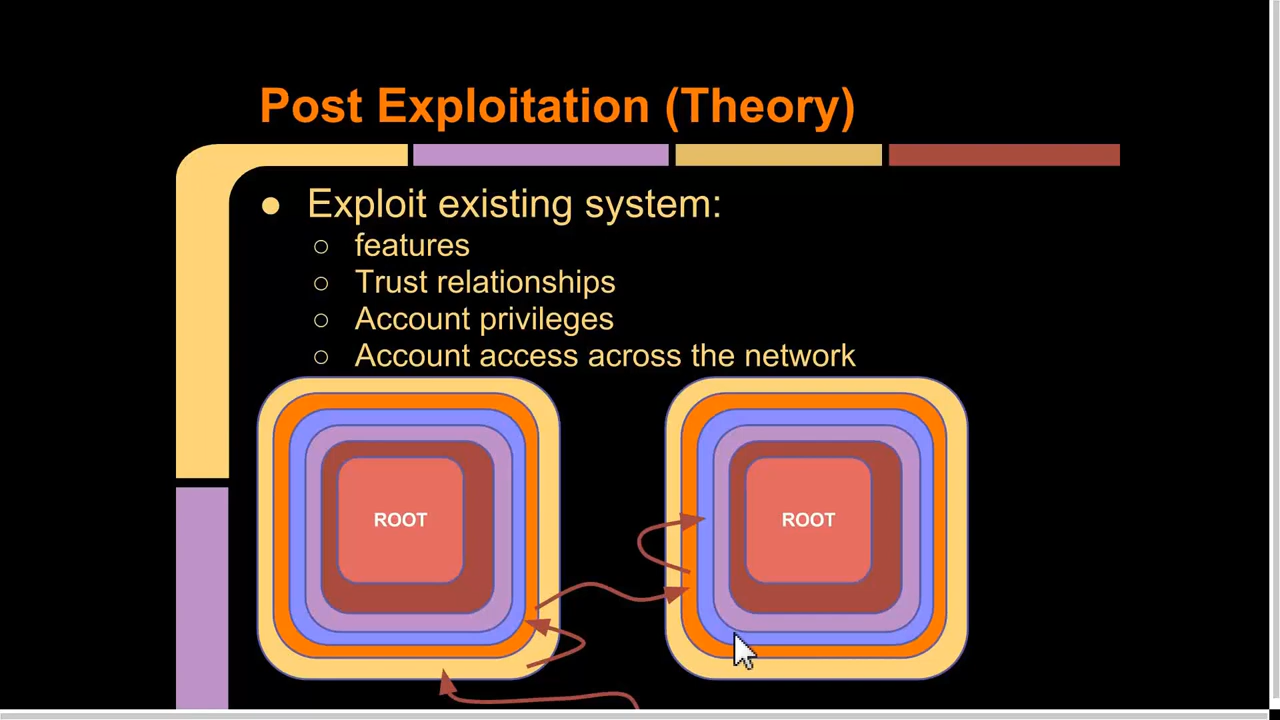 Post Exploitation (Theory)
● Exploit existing system:
○ features
○ Trust relationships
○ Account privileges
○ Account access across the network
ROOT
ROOT